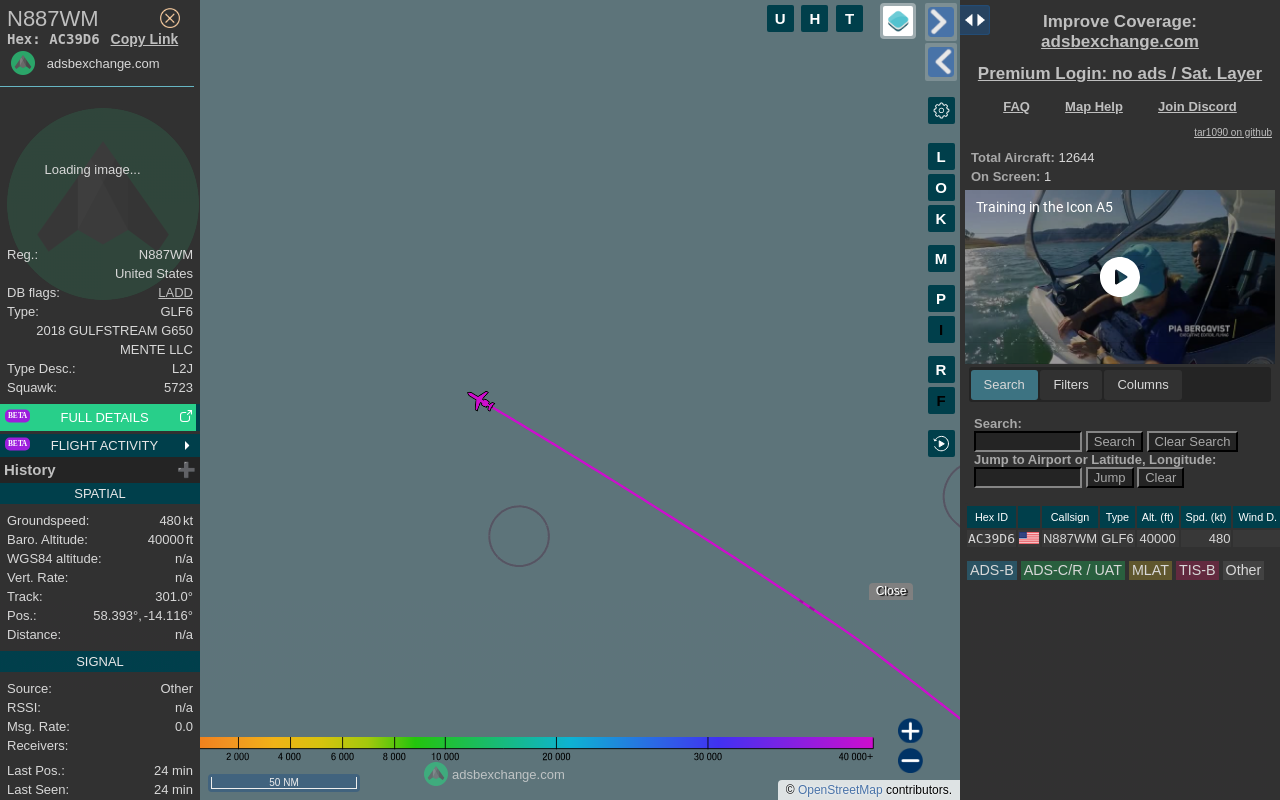 N887WM
Hex: AC39D6 Copy Link
adsbexchange.com
Loading image...
Reg.: N887WM
United States
DB flags: LADD
Type: GLF6
2018 GULFSTREAM G650
MENTE LLC
Type Desc.: L2J
Squawk: 5723
BETA FULL DETAILS
BETA FLIGHT ACTIVITY
History
SPATIAL
Groundspeed: 480 kt
Baro. Altitude: 40000 ft
WGS84 altitude: n/a
Vert. Rate: n/a
Track: 301.0°
Pos.: 58.393°, -14.116°
Distance: n/a
SIGNAL
Source: Other
RSSI: n/a
Msg. Rate: 0.0
Receivers:
Last Pos.: 24 min
Last Seen: 24 min
U H T
L
O
K
M
P
I
R
F
Close
2 000 4 000 6 000 8 000 10 000 20 000 30 000 40 000+
adsbexchange.com
50 NM
© OpenStreetMap contributors.
Improve Coverage:
adsbexchange.com
Premium Login: no ads / Sat. Layer
FAQ Map Help Join Discord
tar1090 on github
Total Aircraft: 12644
On Screen: 1
Training in the Icon A5
PIA BERGQVIST
EXECUTIVE EDITOR, FLYING
Search Filters Columns
Search:
Search Clear Search
Jump to Airport or Latitude, Longitude:
Jump Clear
Hex ID Callsign Type Alt. (ft) Spd. (kt) Wind D.
AC39D6 N887WM GLF6 40000 480
ADS-B ADS-C/R / UAT MLAT TIS-B Other